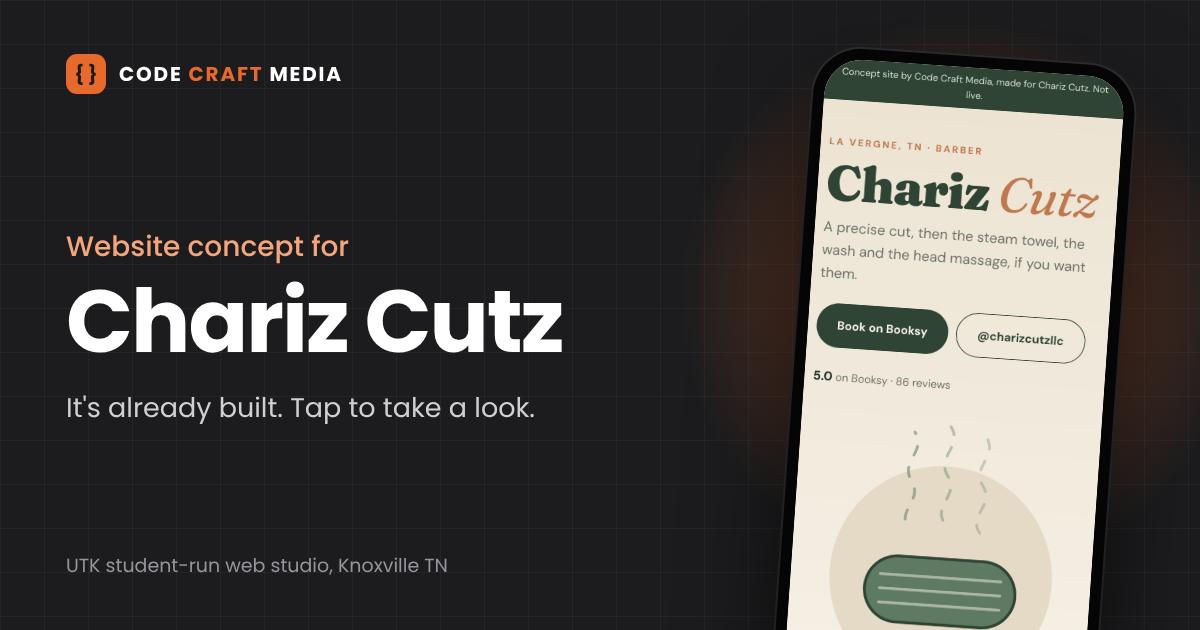 { } CODE CRAFT MEDIA
Website concept for
Chariz Cutz
It's already built. Tap to take a look.
UTK student-run web studio, Knoxville TN
Concept site by Code Craft Media, made for Chariz Cutz. Not
live.
LA VERGNE, TN · BARBER
Chariz Cutz
A precise cut, then the steam towel, the
wash and the head massage, if you want
them.
Book on Booksy
@charizcutzllc
5.0 on Booksy · 86 reviews